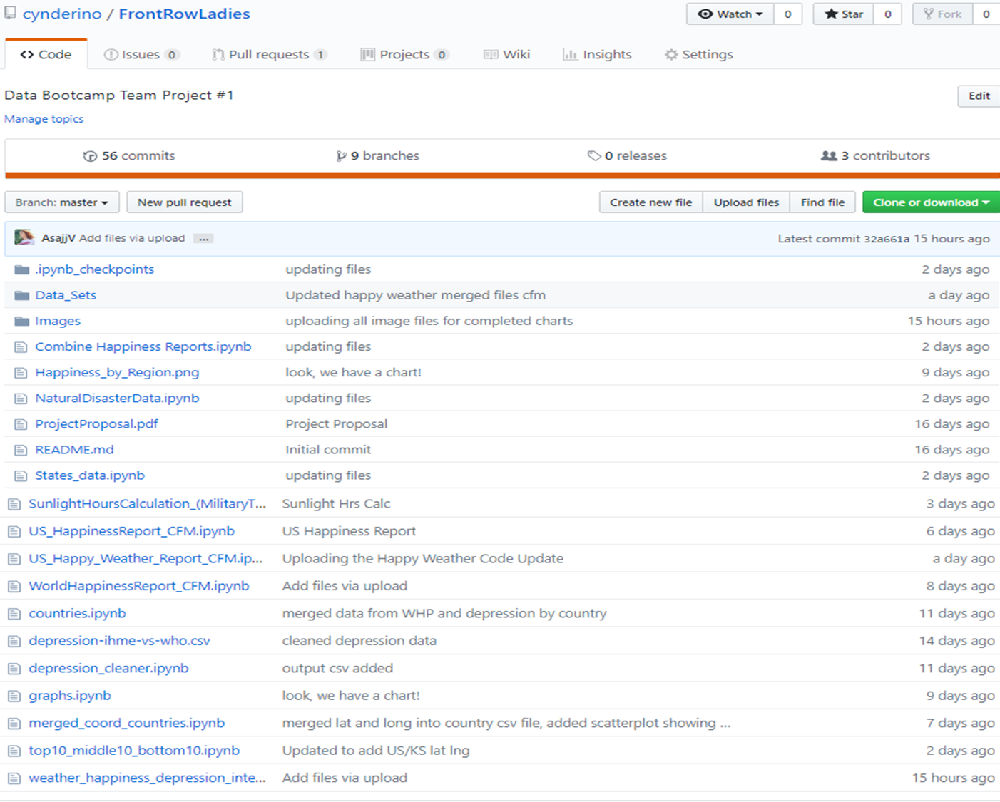 cynderino / FrontRowLadies Watch 0 Star 0 Fork 0
Code Issues 0 Pull requests 1 Projects 0 Wiki Insights Settings
Data Bootcamp Team Project #1 Edit
Manage topics
56 commits 9 branches 0 releases 3 contributors
Branch: master New pull request Create new file Upload files Find file Clone or download
AsajjV Add files via upload ... Latest commit 32a661a 15 hours ago
.ipynb_checkpoints updating files 2 days ago
Data_Sets Updated happy weather merged files cfm a day ago
Images uploading all image files for completed charts 15 hours ago
Combine Happiness Reports.ipynb updating files 2 days ago
Happiness_by_Region.png look, we have a chart! 9 days ago
NaturalDisasterData.ipynb updating files 2 days ago
ProjectProposal.pdf Project Proposal 16 days ago
README.md Initial commit 16 days ago
States_data.ipynb updating files 2 days ago
SunlightHoursCalculation_(MilitaryT... Sunlight Hrs Calc 3 days ago
US_HappinessReport_CFM.ipynb US Happiness Report 6 days ago
US_Happy_Weather_Report_CFM.ip... Uploading the Happy Weather Code Update a day ago
WorldHappinessReport_CFM.ipynb Add files via upload 8 days ago
countries.ipynb merged data from WHP and depression by country 11 days ago
depression-ihme-vs-who.csv cleaned depression data 14 days ago
depression_cleaner.ipynb output csv added 11 days ago
graphs.ipynb look, we have a chart! 9 days ago
merged_coord_countries.ipynb merged lat and long into country csv file, added scatterplot showing ... 7 days ago
top10_middle10_bottom10.ipynb Updated to add US/KS lat lng 2 days ago
weather_happiness_depression_inte... Add files via upload 15 hours ago